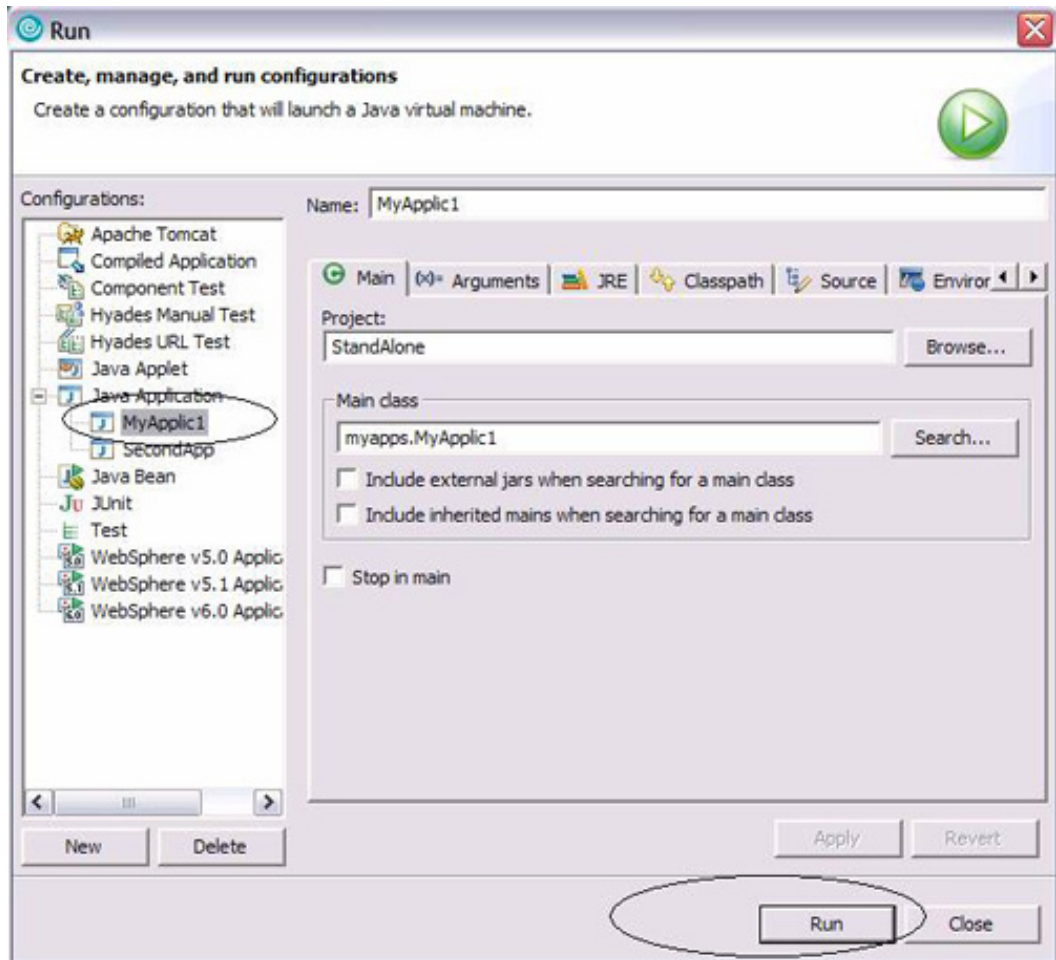 Run
Create, manage, and run configurations
Create a configuration that will launch a Java virtual machine.
Configurations:
Apache Tomcat
Compiled Application
Component Test
Hyades Manual Test
Hyades URL Test
Java Applet
Java Application
MyApplic1
SecondApp
Java Bean
Ju JUnit
Test
WebSphere v5.0 Applic
WebSphere v5.1 Applic
WebSphere v6.0 Applic
New Delete
Name: MyApplic1
Main (x)= Arguments JRE Classpath Source Environ
Project:
StandAlone Browse...
Main class
myapps.MyApplic1 Search...
Include external jars when searching for a main class
Include inherited mains when searching for a main class
Stop in main
Apply Revert
Run Close